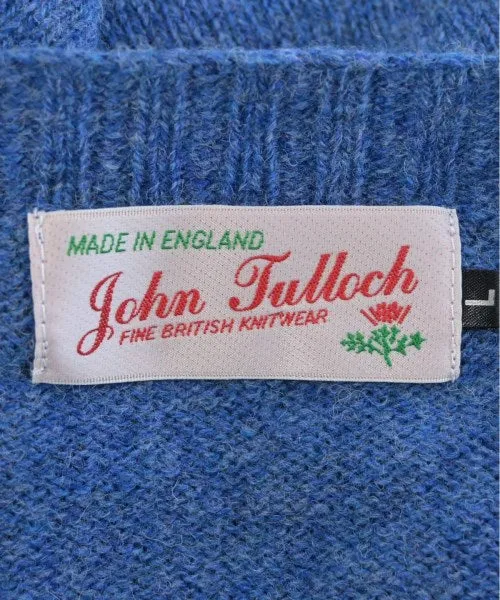 MADE IN ENGLAND
John Tulloch
FINE BRITISH KNITWEAR
L